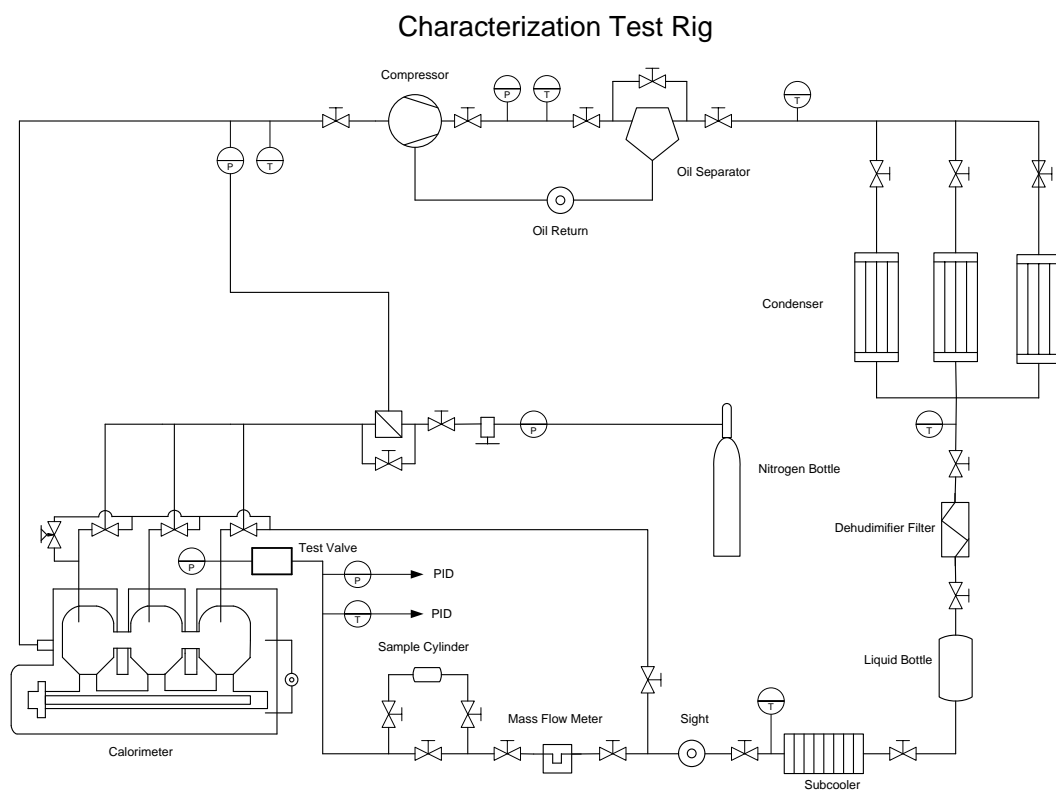 Characterization Test Rig
Compressor
P
T
T
P
T
Oil Separator
Oil Return
Condenser
P
T
Nitrogen Bottle
Dehudimifier Filter
Test Valve
P
P
PID
T
PID
Sample Cylinder
Liquid Bottle
T
Mass Flow Meter
Sight
Calorimeter
Subcooler